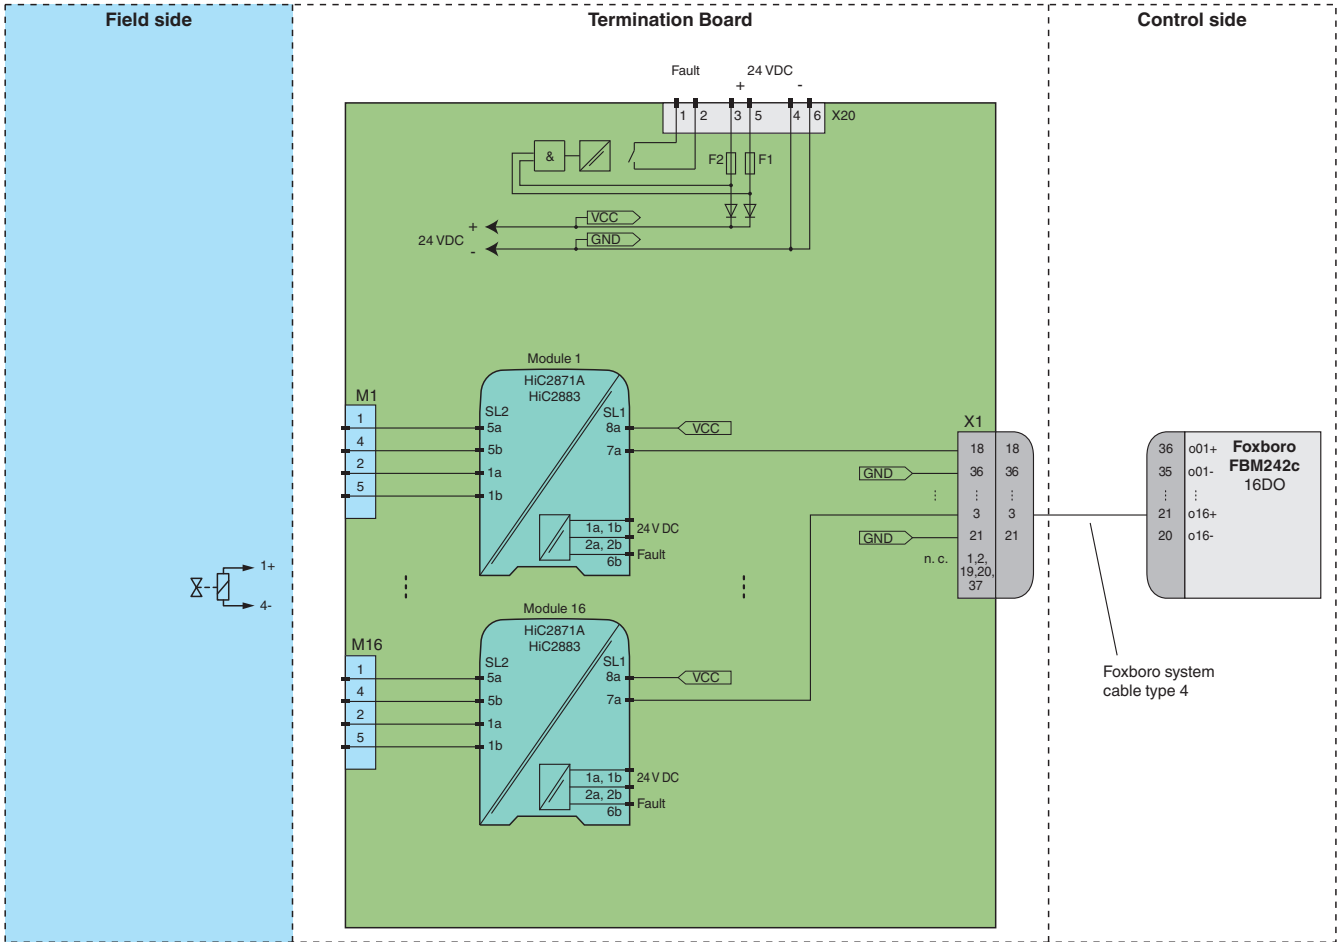 Field side
Termination Board
Control side
Fault
24 VDC
+
-
1
2
3
5
4
6
X20
&
F2
F1
VCC
GND
+
24 VDC
-
Module 1
HiC2871A
HiC2883
M1
1
4
2
5
SL2
5a
5b
1a
1b
SL1
8a
7a
VCC
1a, 1b
2a, 2b
6b
24 V DC
Fault
X1
18
18
GND
36
36
⋮
⋮
⋮
3
3
GND
21
21
n. c.
1,2,
19,20,
37
36
o01+
35
o01-
⋮
⋮
21
o16+
20
o16-
Foxboro
FBM242c
16DO
1+
4-
Module 16
HiC2871A
HiC2883
M16
1
4
2
5
SL2
5a
5b
1a
1b
SL1
8a
7a
VCC
1a, 1b
2a, 2b
6b
24 V DC
Fault
Foxboro system
cable type 4